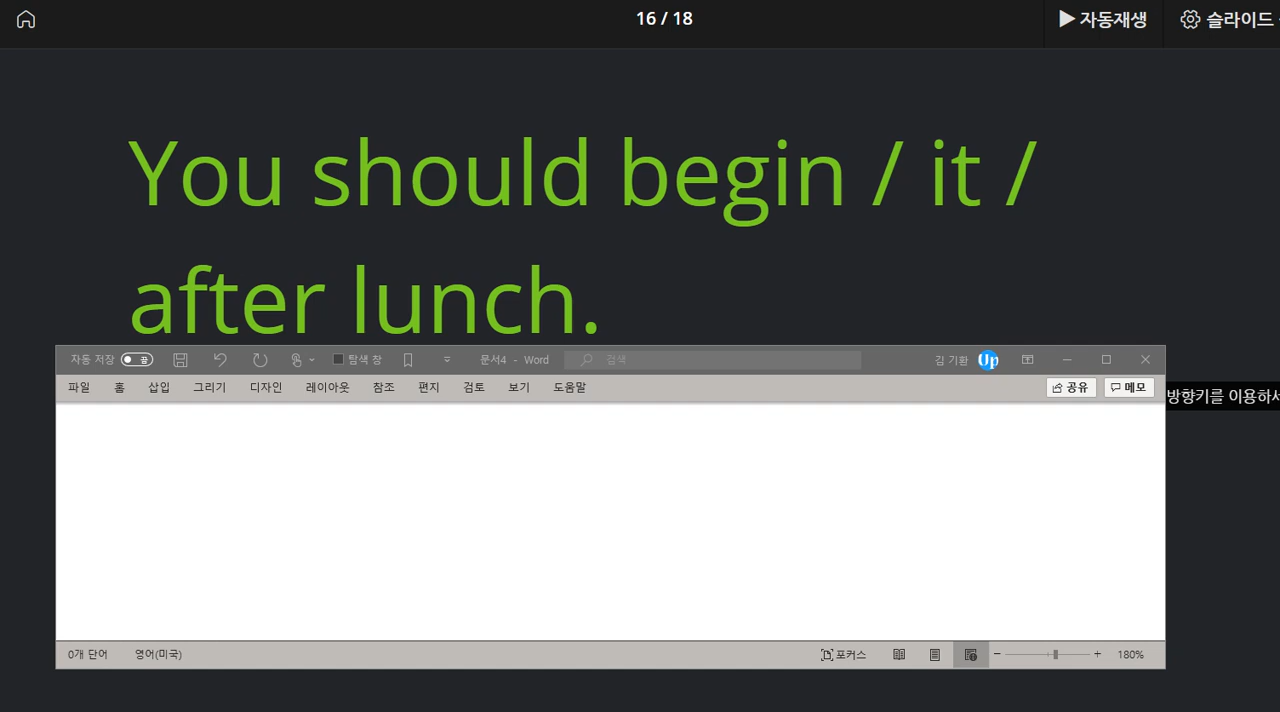 16 / 18
▶ 자동재생
슬라이드
You should begin / it /
after lunch.
자동 저장 끔
탐색 창
문서4 - Word
검색
김 기환
Up
파일 홈 삽입 그리기 디자인 레이아웃 참조 편지 검토 보기 도움말
공유 메모
방향키를 이용하
0개 단어 영어(미국)
포커스
180%